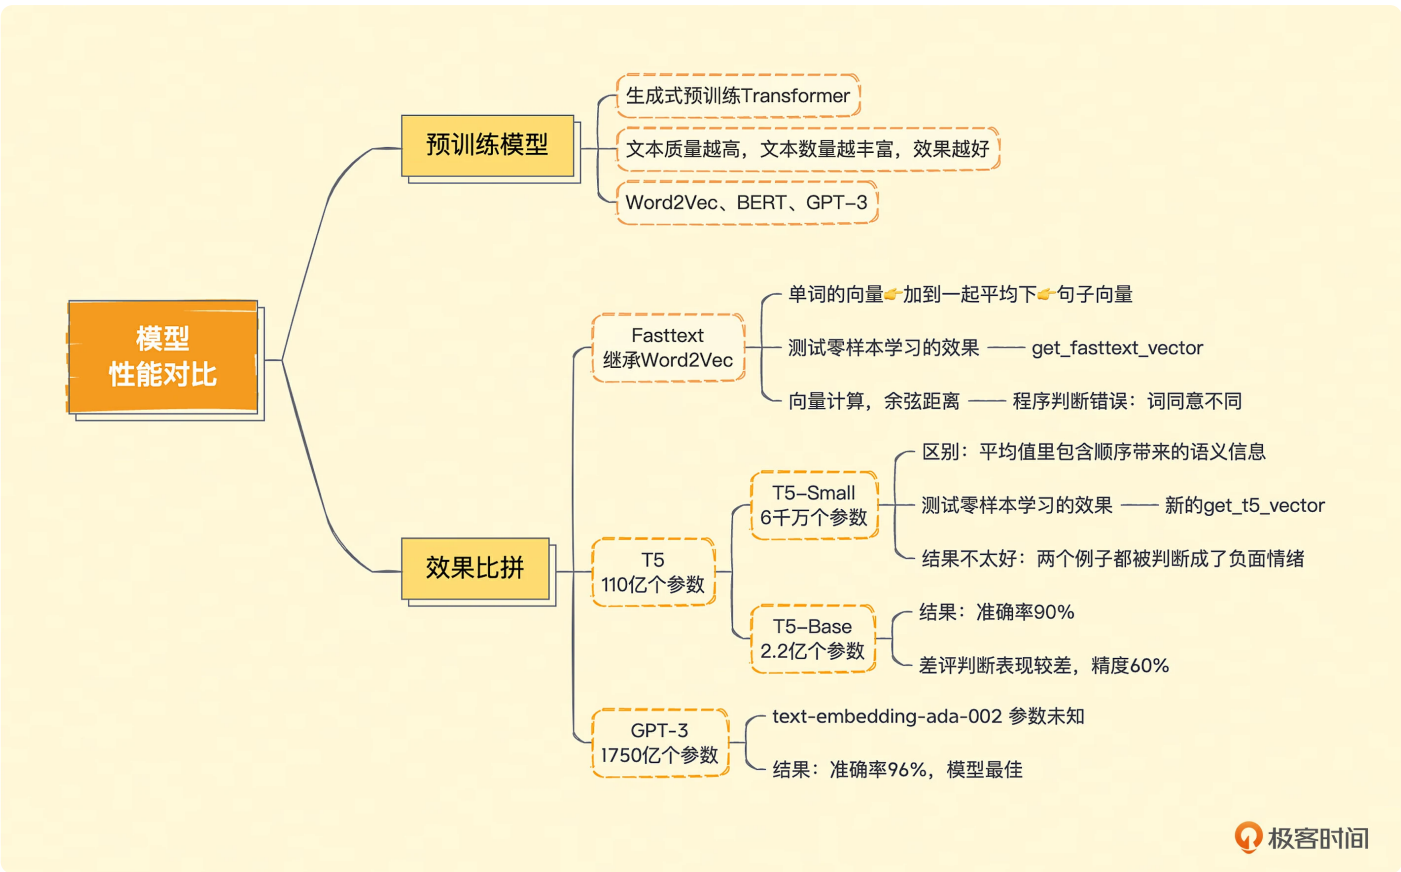 模型
性能对比
预训练模型
生成式预训练Transformer
文本质量越高，文本数量越丰富，效果越好
Word2Vec、BERT、GPT-3
效果比拼
Fasttext
继承Word2Vec
单词的向量👉加到一起平均下👉句子向量
测试零样本学习的效果 get_fasttext_vector
向量计算，余弦距离 程序判断错误：词同意不同
T5
110亿个参数
T5-Small
6千万个参数
区别：平均值里包含顺序带来的语义信息
测试零样本学习的效果 新的get_t5_vector
结果不太好：两个例子都被判断成了负面情绪
T5-Base
2.2亿个参数
结果：准确率90%
差评判断表现较差，精度60%
GPT-3
1750亿个参数
text-embedding-ada-002 参数未知
结果：准确率96%，模型最佳
极客时间